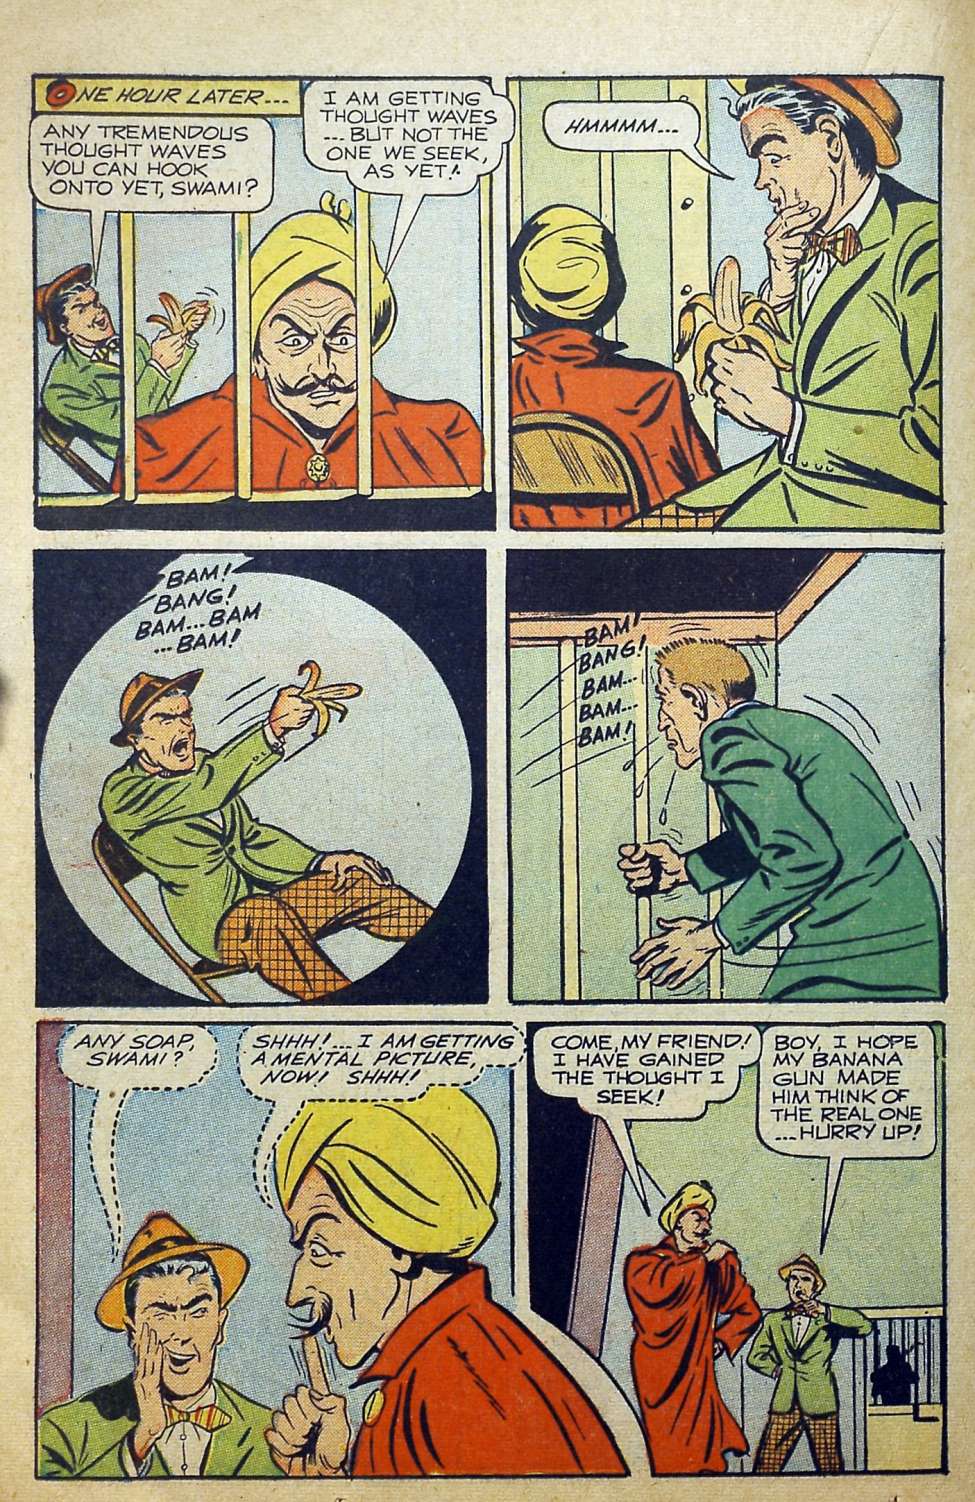 ONE HOUR LATER---
ANY TREMENDOUS
THOUGHT WAVES
YOU CAN HOOK
ONTO YET, SWAMI?
I AM GETTING
THOUGHT WAVES
...BUT NOT THE
ONE WE SEEK,
AS YET!
HMMMM...
BAM!
BANG!
BAM...BAM
...BAM!
BAM!
BANG!
BAM...
BAM...
BAM!
ANY SOAP,
SWAMI?
SHHH!...I AM GETTING
A MENTAL PICTURE,
NOW! SHHH!
COME, MY FRIEND!
I HAVE GAINED
THE THOUGHT I
SEEK!
BOY, I HOPE
MY BANANA
GUN MADE
HIM THINK OF
THE REAL ONE
...HURRY UP!